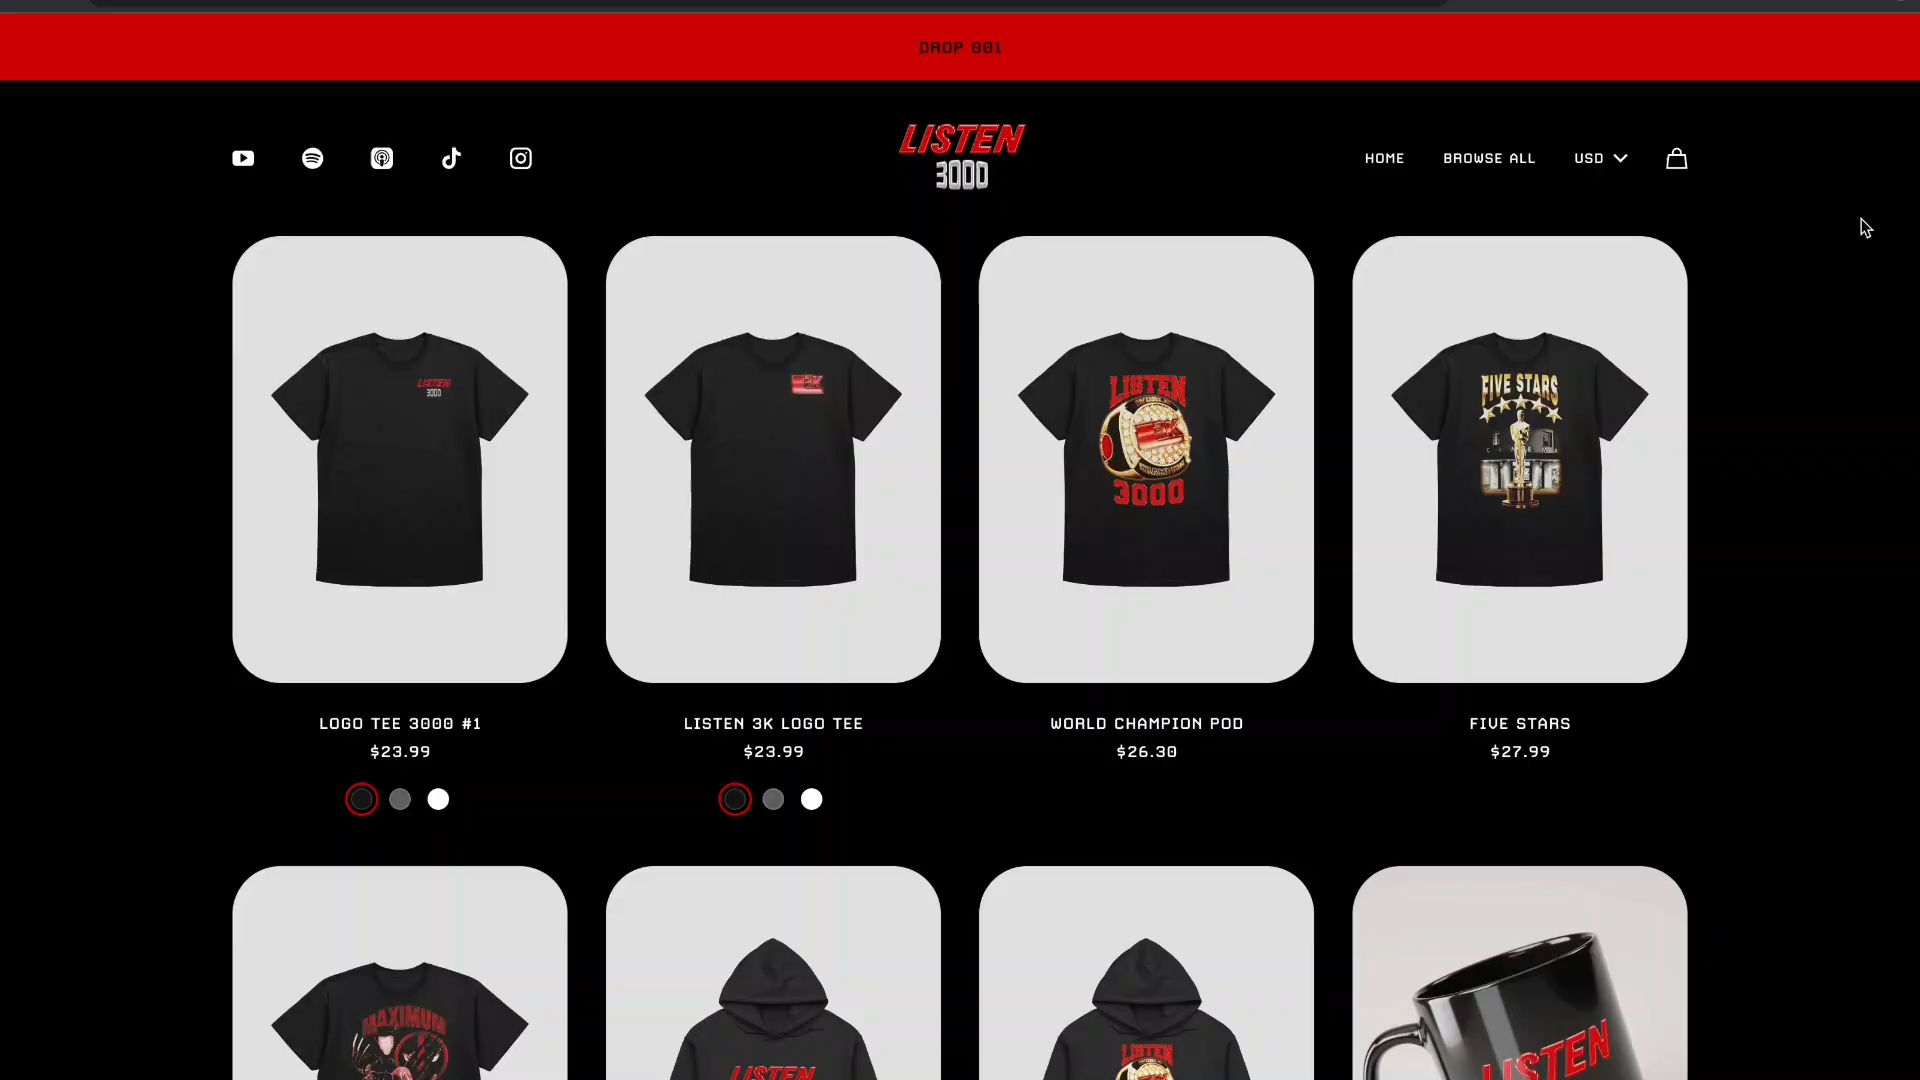 DROP 001
LISTEN
3000
HOME
BROWSE ALL
USD
LISTEN
3000
3K
LISTEN
3K
3000
FIVE STARS
LOGO TEE 3000 #1
$23.99
LISTEN 3K LOGO TEE
$23.99
WORLD CHAMPION POD
$26.30
FIVE STARS
$27.99
MAXIMUM
LISTEN
LISTEN
LISTEN